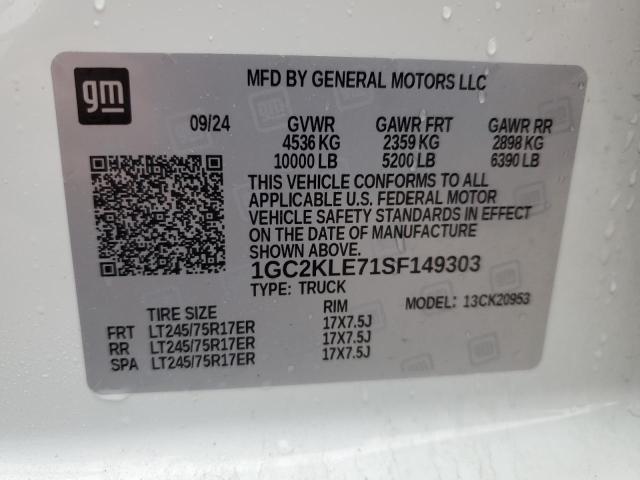 gm
MFD BY GENERAL MOTORS LLC
09/24 GVWR GAWR FRT GAWR RR
4536 KG 2359 KG 2898 KG
10000 LB 5200 LB 6390 LB
THIS VEHICLE CONFORMS TO ALL
APPLICABLE U.S. FEDERAL MOTOR
VEHICLE SAFETY STANDARDS IN EFFECT
ON THE DATE OF MANUFACTURE
SHOWN ABOVE.
1GC2KLE71SF149303
TYPE: TRUCK
MODEL: 13CK20953
TIRE SIZE RIM
FRT LT245/75R17ER 17X7.5J
RR LT245/75R17ER 17X7.5J
SPA LT245/75R17ER 17X7.5J